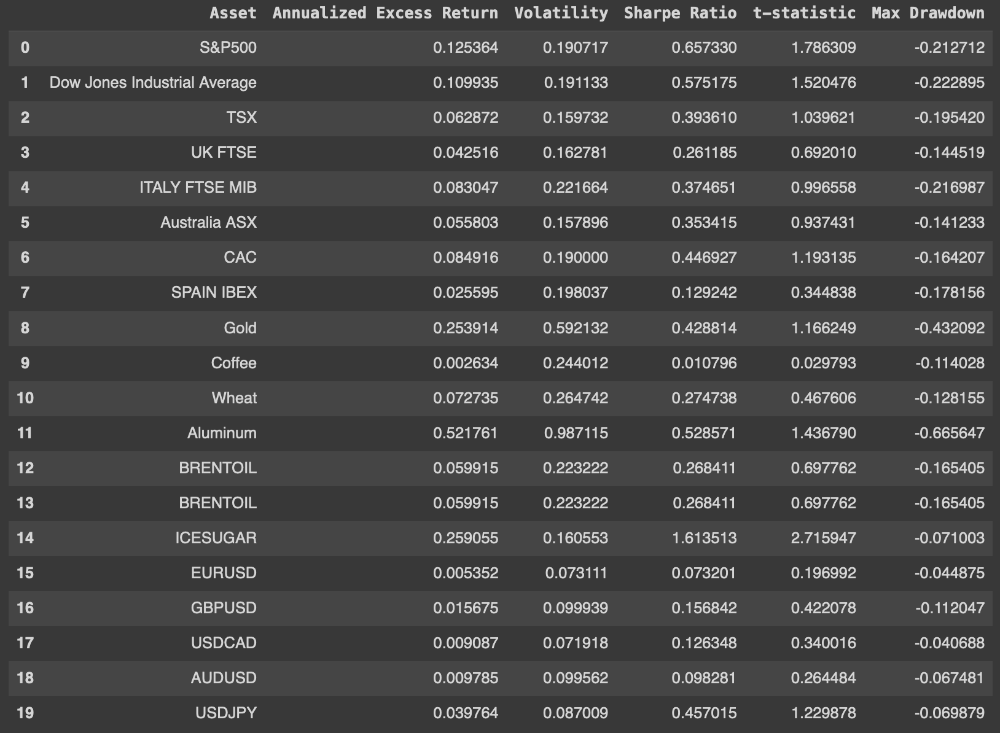 Asset Annualized Excess Return Volatility Sharpe Ratio t-statistic Max Drawdown
0 S&P500 0.125364 0.190717 0.657330 1.786309 -0.212712
1 Dow Jones Industrial Average 0.109935 0.191133 0.575175 1.520476 -0.222895
2 TSX 0.062872 0.159732 0.393610 1.039621 -0.195420
3 UK FTSE 0.042516 0.162781 0.261185 0.692010 -0.144519
4 ITALY FTSE MIB 0.083047 0.221664 0.374651 0.996558 -0.216987
5 Australia ASX 0.055803 0.157896 0.353415 0.937431 -0.141233
6 CAC 0.084916 0.190000 0.446927 1.193135 -0.164207
7 SPAIN IBEX 0.025595 0.198037 0.129242 0.344838 -0.178156
8 Gold 0.253914 0.592132 0.428814 1.166249 -0.432092
9 Coffee 0.002634 0.244012 0.010796 0.029793 -0.114028
10 Wheat 0.072735 0.264742 0.274738 0.467606 -0.128155
11 Aluminum 0.521761 0.987115 0.528571 1.436790 -0.665647
12 BRENTOIL 0.059915 0.223222 0.268411 0.697762 -0.165405
13 BRENTOIL 0.059915 0.223222 0.268411 0.697762 -0.165405
14 ICESUGAR 0.259055 0.160553 1.613513 2.715947 -0.071003
15 EURUSD 0.005352 0.073111 0.073201 0.196992 -0.044875
16 GBPUSD 0.015675 0.099939 0.156842 0.422078 -0.112047
17 USDCAD 0.009087 0.071918 0.126348 0.340016 -0.040688
18 AUDUSD 0.009785 0.099562 0.098281 0.264484 -0.067481
19 USDJPY 0.039764 0.087009 0.457015 1.229878 -0.069879